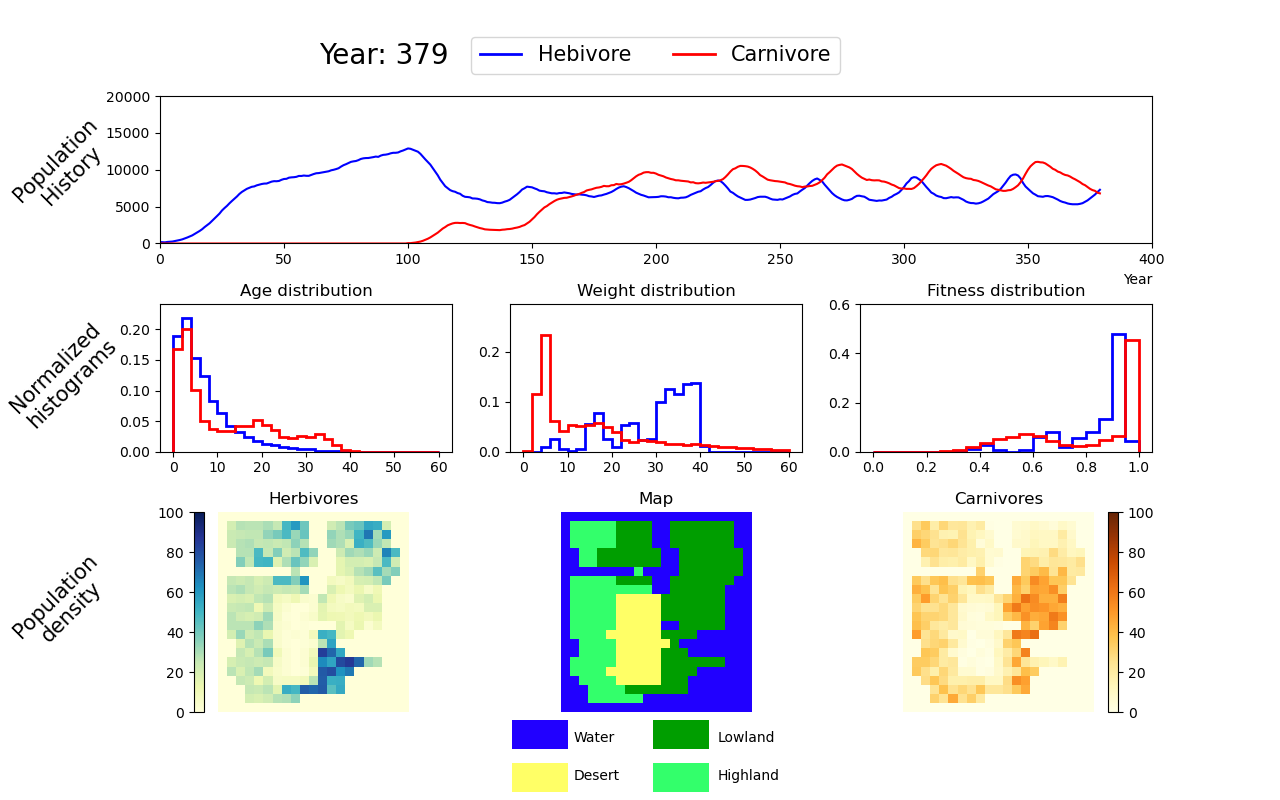 Year: 379
Hebivore
Carnivore
Population
History
20000
15000
10000
5000
0
0 50 100 150 200 250 300 350 400
Year
Normalized
histograms
Age distribution
0.20
0.15
0.10
0.05
0.00
0 10 20 30 40 50 60
Weight distribution
0.2
0.1
0.0
0 10 20 30 40 50 60
Fitness distribution
0.6
0.4
0.2
0.0
0.0 0.2 0.4 0.6 0.8 1.0
Population
density
Herbivores
100
80
60
40
20
0
Map
Carnivores
100
80
60
40
20
0
Water
Lowland
Desert
Highland